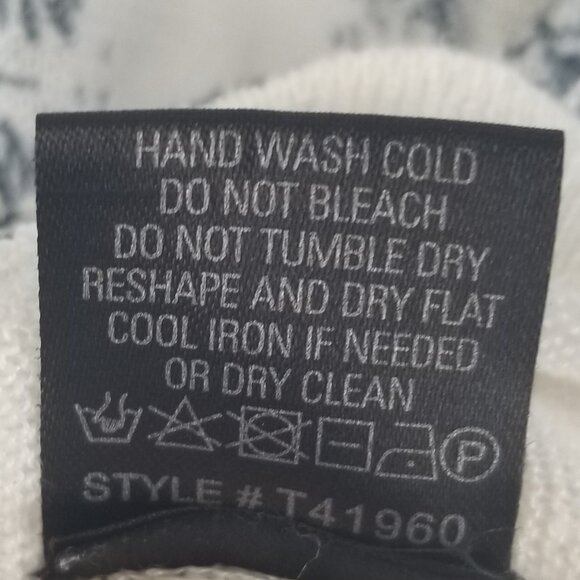 HAND WASH COLD
DO NOT BLEACH
DO NOT TUMBLE DRY
RESHAPE AND DRY FLAT
COOL IRON IF NEEDED
OR DRY CLEAN
P
STYLE # T41960